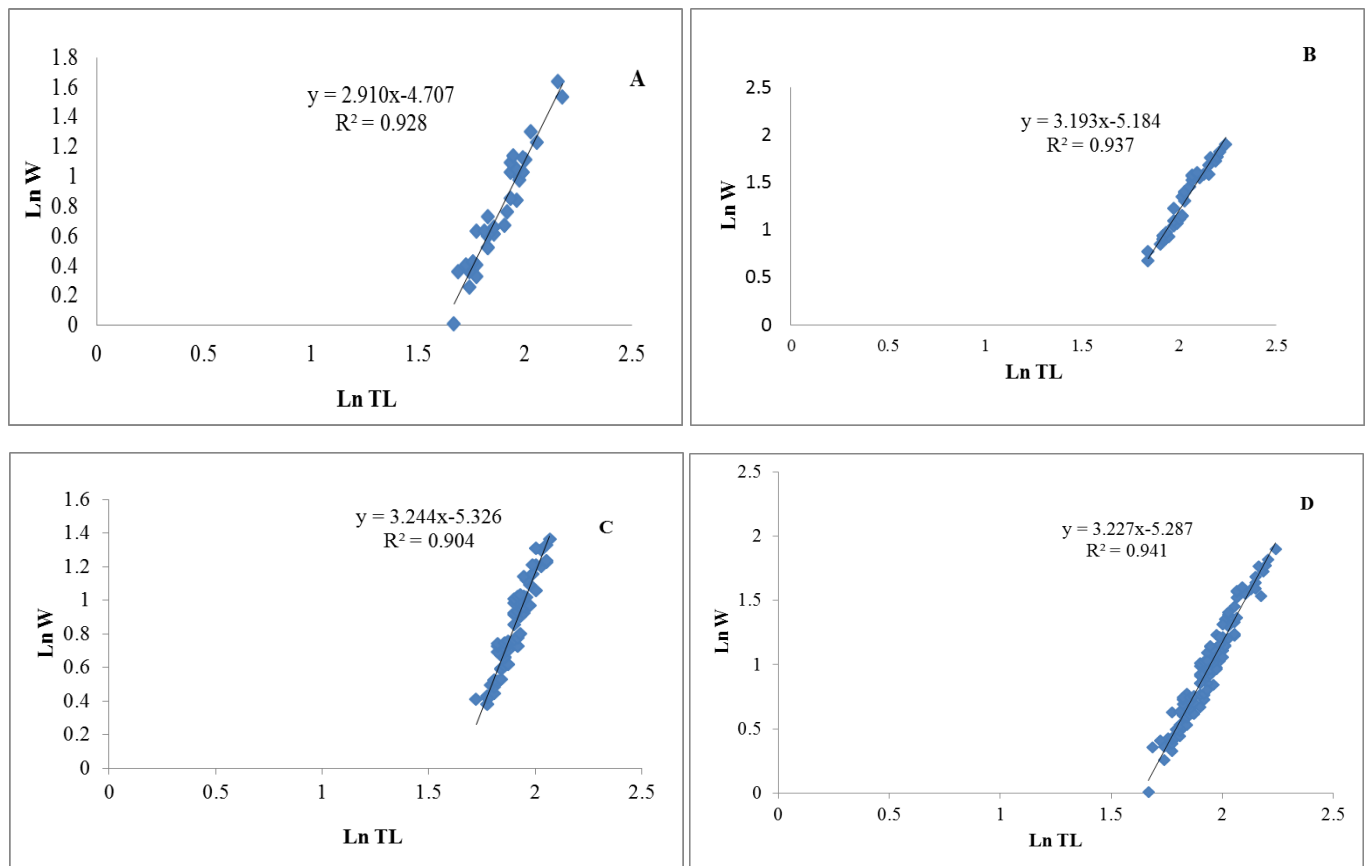 A
y = 2.910x-4.707
R² = 0.928
Ln W
1.8
1.6
1.4
1.2
1
0.8
0.6
0.4
0.2
0
0 0.5 1 1.5 2 2.5
Ln TL
B
y = 3.193x-5.184
R² = 0.937
Ln W
2.5
2
1.5
1
0.5
0
0 0.5 1 1.5 2 2.5
Ln TL
C
y = 3.244x-5.326
R² = 0.904
Ln W
1.6
1.4
1.2
1
0.8
0.6
0.4
0.2
0
0 0.5 1 1.5 2 2.5
Ln TL
D
y = 3.227x-5.287
R² = 0.941
Ln W
2.5
2
1.5
1
0.5
0
0 0.5 1 1.5 2 2.5
Ln TL